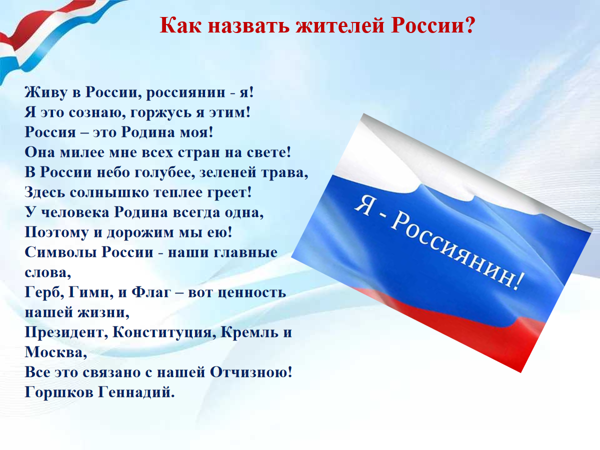 Как назвать жителей России?
Живу в России, россиянин - я!
Я это сознаю, горжусь я этим!
Россия – это Родина моя!
Она милее мне всех стран на свете!
В России небо голубее, зеленей трава,
Здесь солнышко теплее греет!
У человека Родина всегда одна,
Поэтому и дорожим мы ею!
Символы России - наши главные
слова,
Герб, Гимн, и Флаг – вот ценность
нашей жизни,
Президент, Конституция, Кремль и
Москва,
Все это связано с нашей Отчизною!
Горшков Геннадий.
Я - Россиянин!